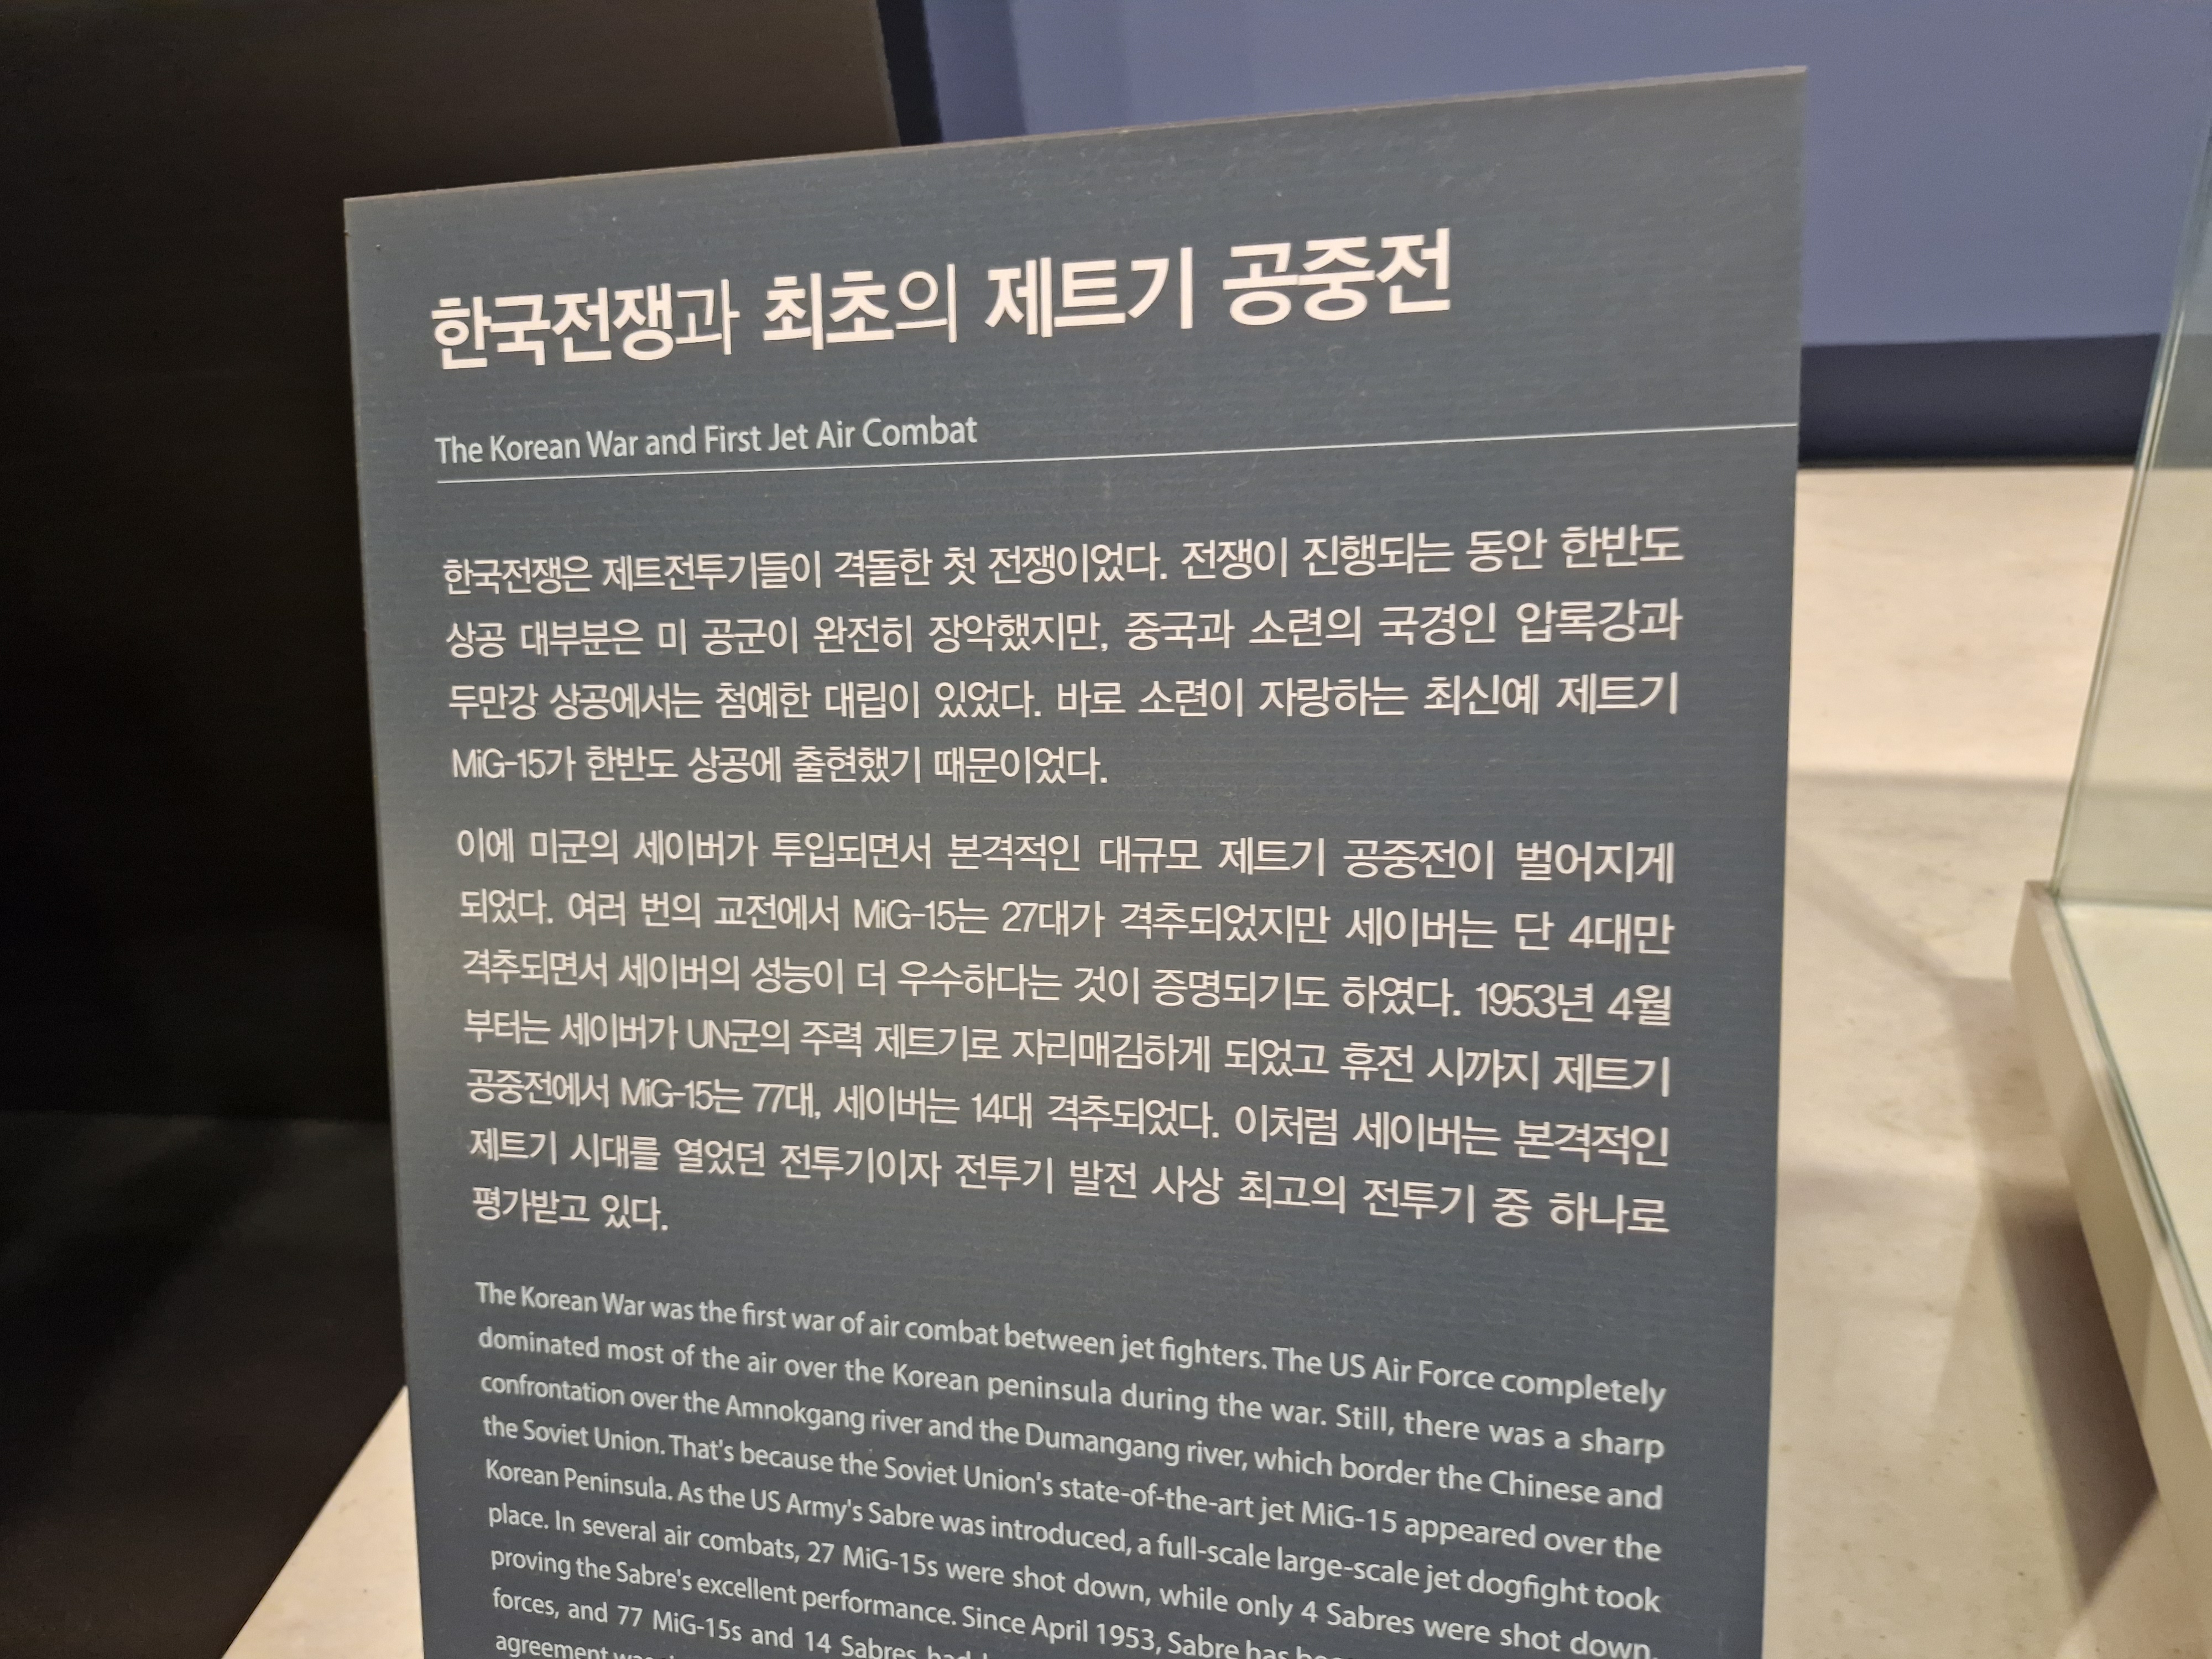 한국전쟁과 최초의 제트기 공중전
The Korean War and First Jet Air Combat
한국전쟁은 제트전투기들이 격돌한 첫 전쟁이었다. 전쟁이 진행되는 동안 한반도
상공 대부분은 미 공군이 완전히 장악했지만, 중국과 소련의 국경인 압록강과
두만강 상공에서는 첨예한 대립이 있었다. 바로 소련이 자랑하는 최신예 제트기
MiG-15가 한반도 상공에 출현했기 때문이었다.
이에 미군의 세이버가 투입되면서 본격적인 대규모 제트기 공중전이 벌어지게
되었다. 여러 번의 교전에서 MiG-15는 27대가 격추되었지만 세이버는 단 4대만
격추되면서 세이버의 성능이 더 우수하다는 것이 증명되기도 하였다. 1953년 4월
부터는 세이버가 UN군의 주력 제트기로 자리매김하게 되었고 휴전 시까지 제트기
공중전에서 MiG-15는 77대, 세이버는 14대 격추되었다. 이처럼 세이버는 본격적인
제트기 시대를 열었던 전투기이자 전투기 발전 사상 최고의 전투기 중 하나로
평가받고 있다.
The Korean War was the first war of air combat between jet fighters. The US Air Force completely
dominated most of the air over the Korean peninsula during the war. Still, there was a sharp
confrontation over the Amnokgang river and the Dumangang river, which border the Chinese and
the Soviet Union. That's because the Soviet Union's state-of-the-art jet MiG-15 appeared over the
Korean Peninsula. As the US Army's Sabre was introduced, a full-scale large-scale jet dogfight took
place. In several air combats, 27 MiG-15s were shot down, while only 4 Sabres were shot down,
proving the Sabre's excellent performance. Since April 1953, Sabre has
forces, and 77 MiG-15s and 14 Sabres
agreement